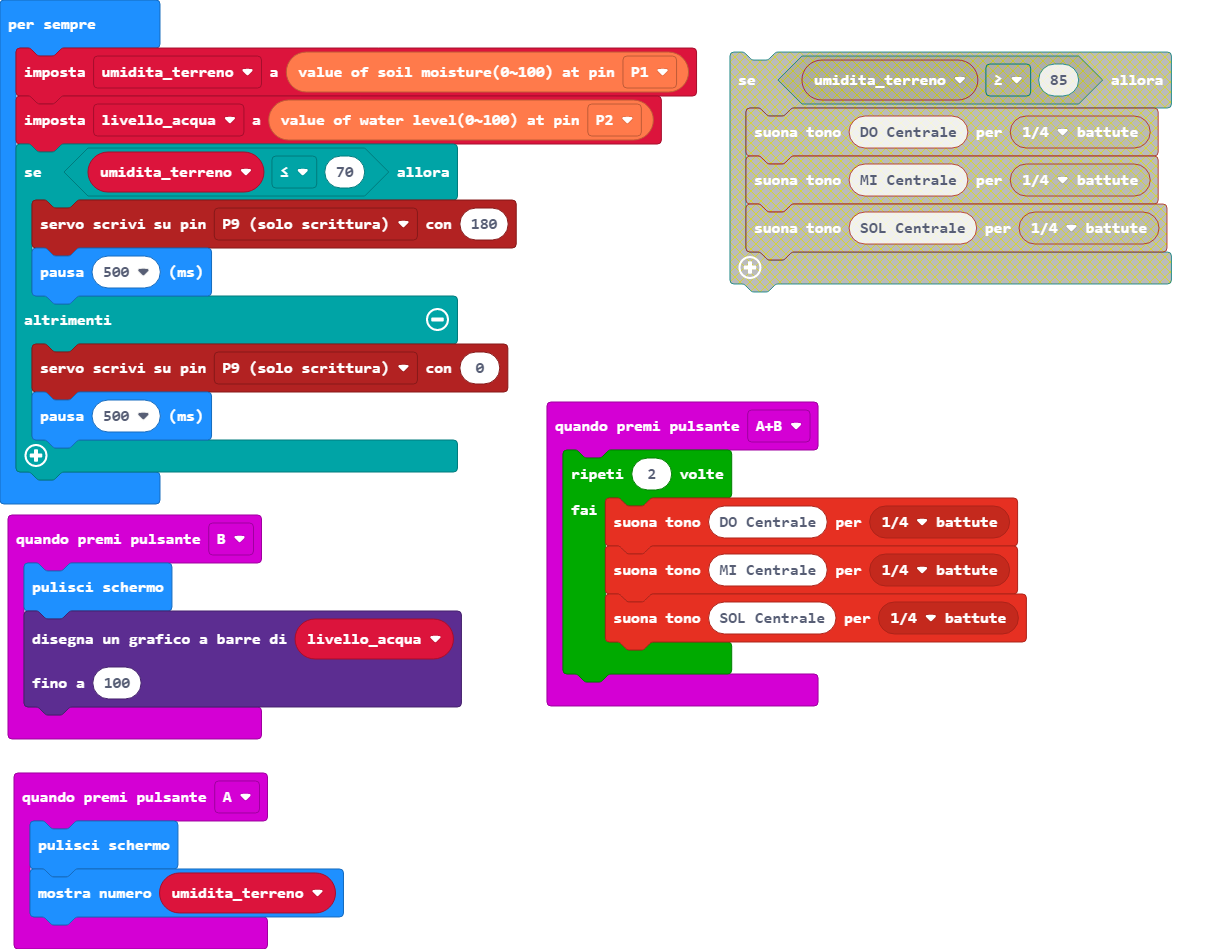 per sempre
imposta umidita_terreno a value of soil moisture(0~100) at pin P1
imposta livello_acqua a value of water level(0~100) at pin P2
se umidita_terreno ≤ 70 allora
servo scrivi su pin P9 (solo scrittura) con 180
pausa 500 (ms)
altrimenti
servo scrivi su pin P9 (solo scrittura) con 0
pausa 500 (ms)
se umidita_terreno ≥ 85 allora
suona tono DO Centrale per 1/4 battute
suona tono MI Centrale per 1/4 battute
suona tono SOL Centrale per 1/4 battute
quando premi pulsante A+B
ripeti 2 volte
fai
suona tono DO Centrale per 1/4 battute
suona tono MI Centrale per 1/4 battute
suona tono SOL Centrale per 1/4 battute
quando premi pulsante B
pulisci schermo
disegna un grafico a barre di livello_acqua
fino a 100
quando premi pulsante A
pulisci schermo
mostra numero umidita_terreno